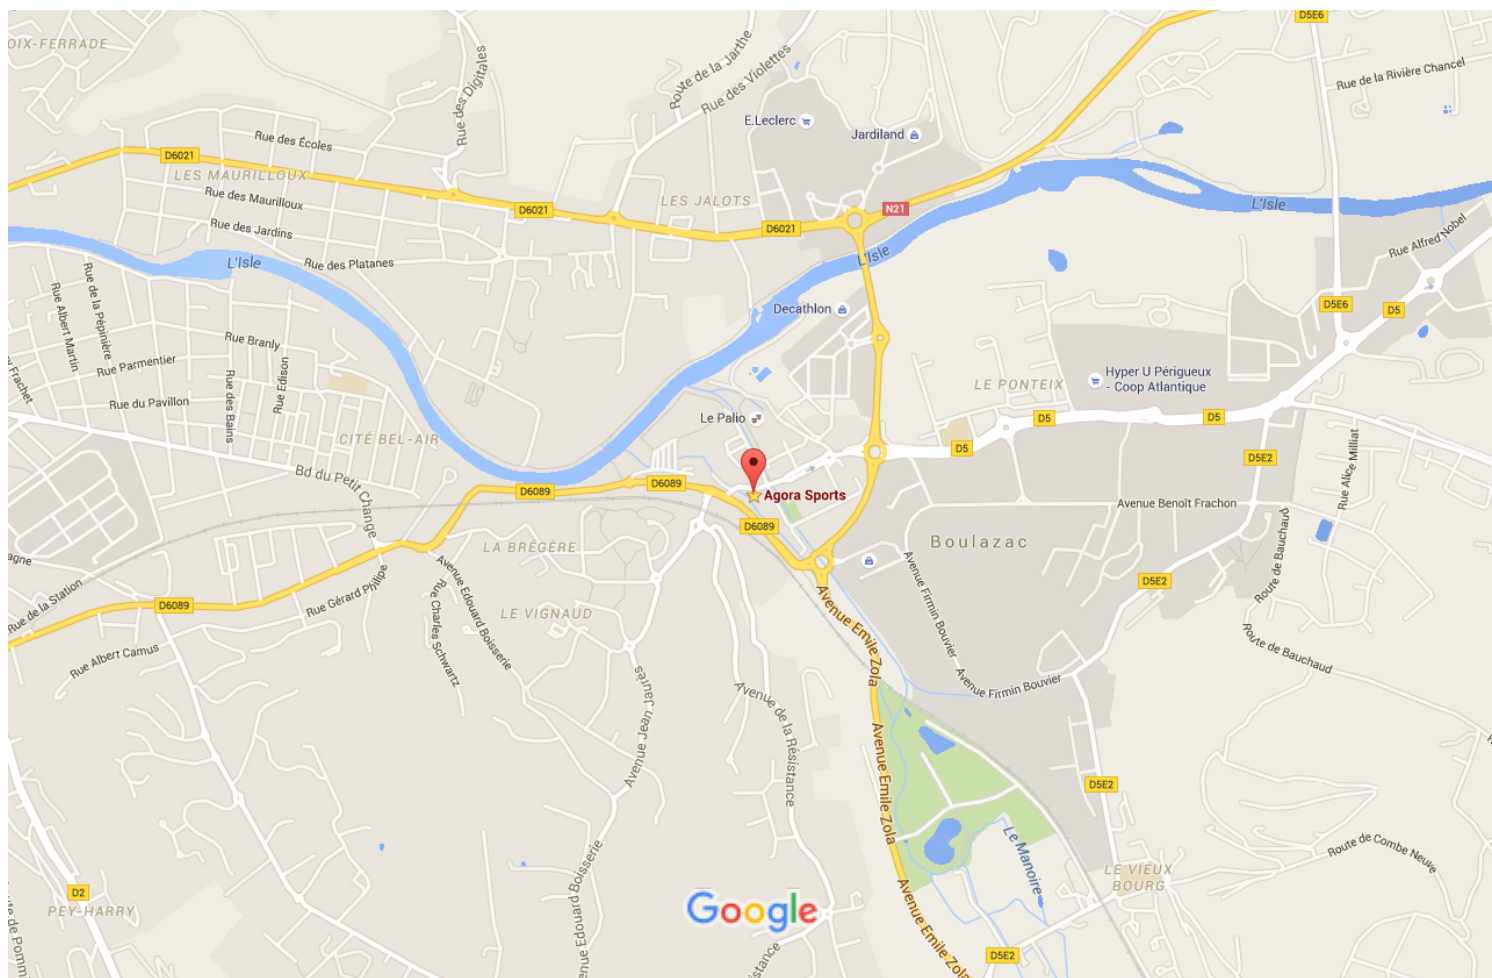 D5E6
OIX-FERRADE
Route de la Jarthe
Rue des Violettes
Rue des Digitales
Rue de la Rivière Chancel
E.Leclerc
Jardiland
Rue des Écoles
D6021
LES MAURILLOUX
Rue des Maurilloux
D6021
LES JALOTS
N21
L'Isle
Rue Alfred Nobel
Rue des Jardins
D6021
L'Isle
Rue des Platanes
L'Isle
Rue Albert Martin
Rue de la Pépinière
Decathlon
D5E6
D5
Rue Branly
Rue Parmentier
y Frachet
Rue Edison
Rue des Bains
Rue du Pavillon
LE PONTEIX
Hyper U Périgueux
- Coop Atlantique
Le Palio
D5
D5
CITÉ BEL-AIR
D5
D5E2
Rue Alice Milliat
Bd du Petit Change
D6089
D6089
Agora Sports
Avenue Benoît Frachon
D6089
Boulazac
LA BRÉGÈRE
agne
Rue de la Station
D6089
Rue Gérard Philipe
Avenue Edouard Boisserie
Rue Charles Schwartz
LE VIGNAUD
Avenue Emile Zola
Avenue Firmin Bouvier
D5E2
Route de Bauchaud
Route de Bauchaud
Rue Albert Camus
Avenue Firmin Bouvier
Avenue Jean Jaurès
Avenue de la Résistance
Avenue Emile Zola
D5E2
Le Manoire
Route de Combe Neuve
LE VIEUX
BOURG
D2
PEY-HARRY
oute de Pomm
enue Edouard Boisserie
Google
sistance
Avenue Emile Zola
D5E2